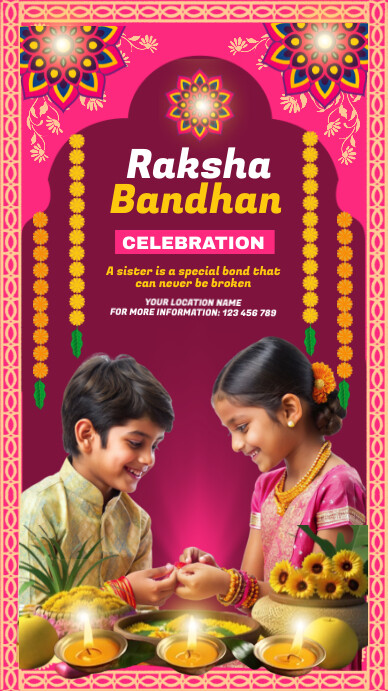 Raksha
Bandhan
CELEBRATION
A sister is a special bond that
can never be broken
YOUR LOCATION NAME
FOR MORE INFORMATION: 123 456 789